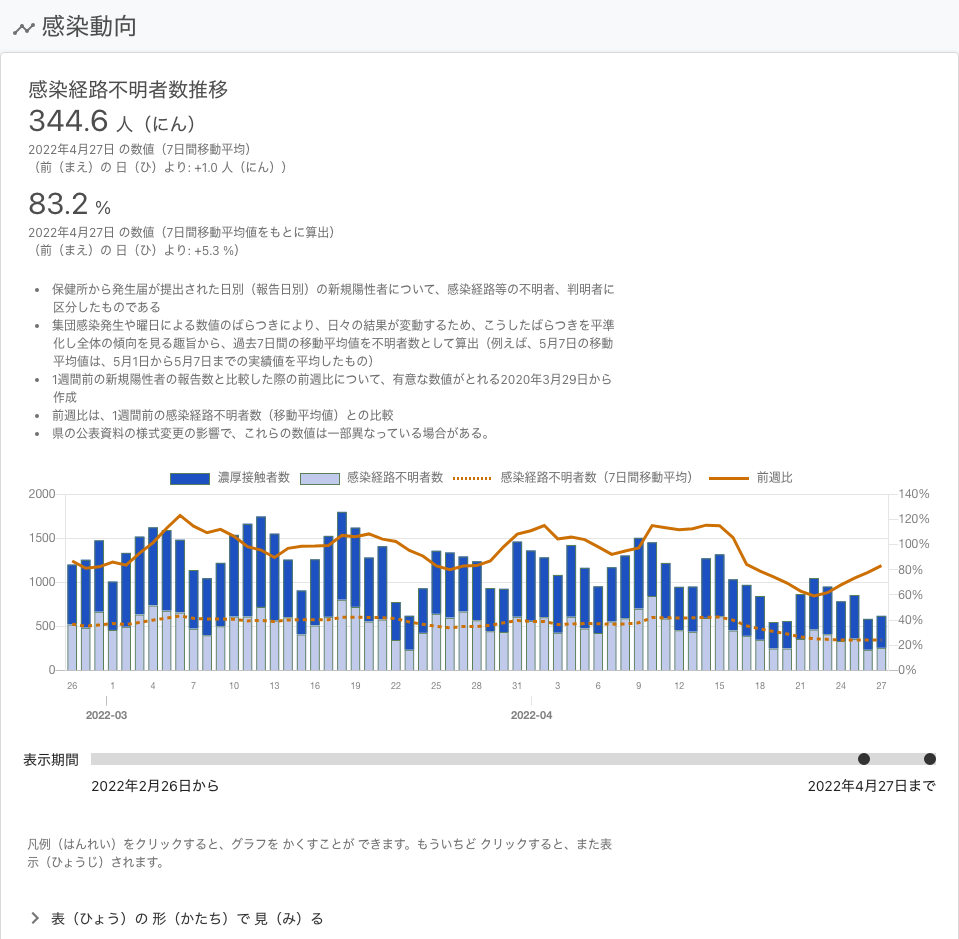 感染動向
感染経路不明者数推移
344.6 人（にん）
2022年4月27日 の数値（7日間移動平均）
（前（まえ）の 日（ひ）より: +1.0 人（にん））
83.2 %
2022年4月27日 の数値（7日間移動平均値をもとに算出）
（前（まえ）の 日（ひ）より: +5.3 %）
• 保健所から発生届が提出された日別（報告日別）の新規陽性者について、感染経路等の不明者、判明者に
区分したものである
• 集団感染発生や曜日による数値のばらつきにより、日々の結果が変動するため、こうしたばらつきを平準
化し全体の傾向を見る趣旨から、過去7日間の移動平均値を不明者数として算出（例えば、5月7日の移動
平均値は、5月1日から5月7日までの実績値を平均したもの）
• 1週間前の新規陽性者の報告数と比較した際の前週比について、有意な数値がとれる2020年3月29日から
作成
• 前週比は、1週間前の感染経路不明者数（移動平均値）との比較
• 県の公表資料の様式変更の影響で、これらの数値は一部異なっている場合がある。
濃厚接触者数 感染経路不明者数 感染経路不明者数（7日間移動平均） 前週比
2000 140%
120%
1500
100%
1000 80%
60%
500 40%
20%
0 0%
26 1 4 7 10 13 16 19 22 25 28 31 3 6 9 12 15 18 21 24 27
2022-03 2022-04
表示期間
2022年2月26日から 2022年4月27日まで
凡例（はんれい）をクリックすると、グラフを かくすことが できます。もういちど クリックすると、また表
示（ひょうじ）されます。
表（ひょう）の 形（かたち）で 見（み）る